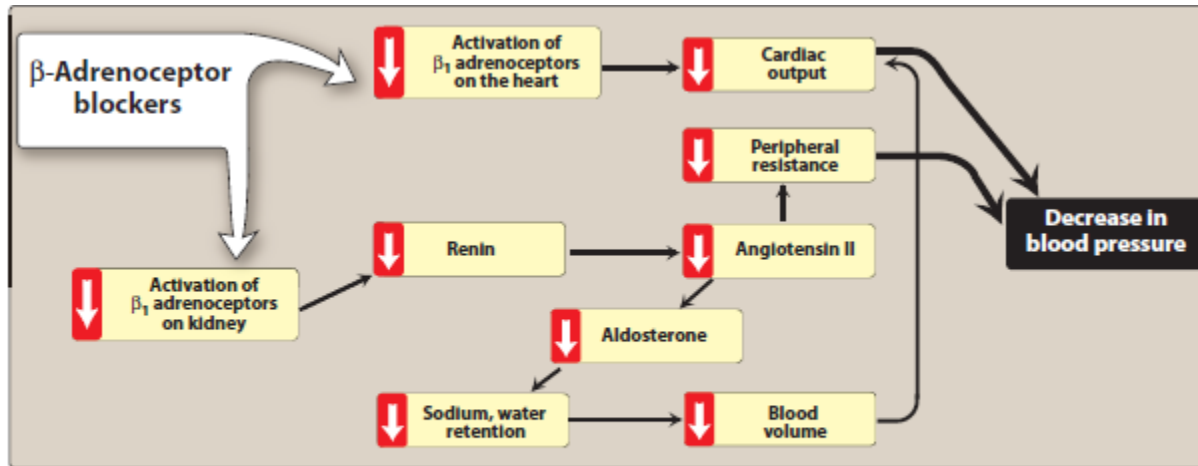 β-Adrenoceptor
blockers
Activation of
β₁ adrenoceptors
on the heart
Cardiac
output
Peripheral
resistance
Decrease in
blood pressure
Renin
Angiotensin II
Activation of
β₁ adrenoceptors
on kidney
Aldosterone
Sodium, water
retention
Blood
volume